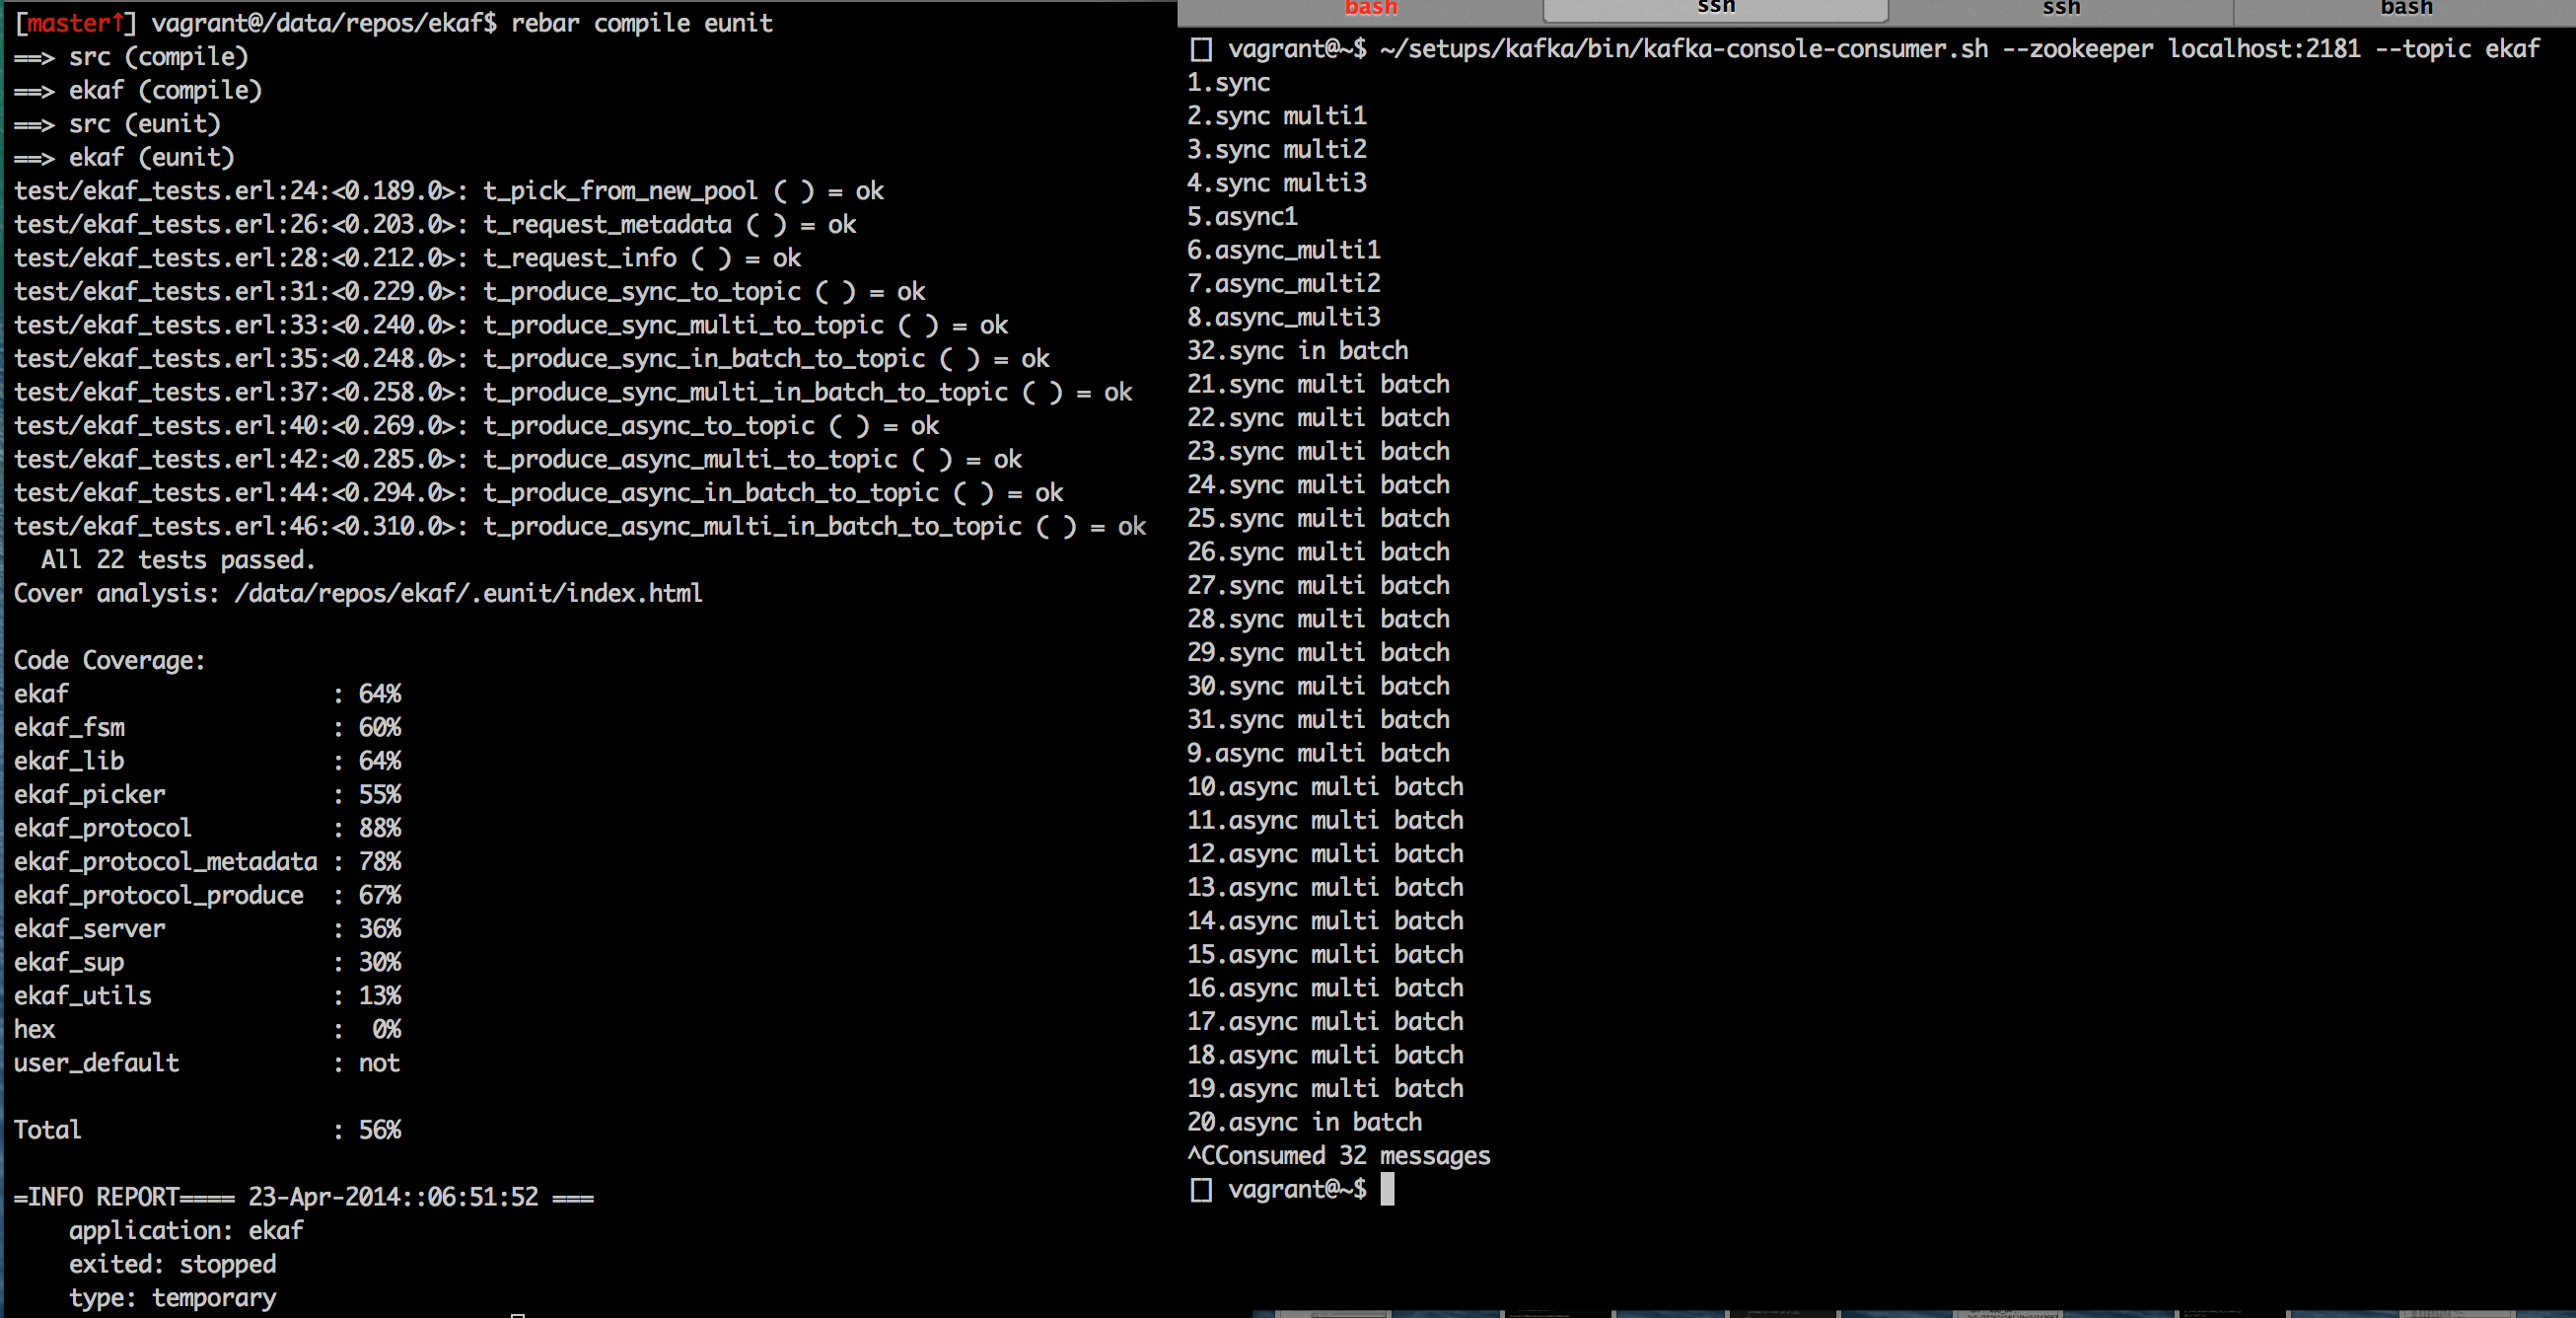 [master↑] vagrant@/data/repos/ekaf$ rebar compile eunit
==> src (compile)
==> ekaf (compile)
==> src (eunit)
==> ekaf (eunit)
test/ekaf_tests.erl:24:<0.189.0>: t_pick_from_new_pool ( ) = ok
test/ekaf_tests.erl:26:<0.203.0>: t_request_metadata ( ) = ok
test/ekaf_tests.erl:28:<0.212.0>: t_request_info ( ) = ok
test/ekaf_tests.erl:31:<0.229.0>: t_produce_sync_to_topic ( ) = ok
test/ekaf_tests.erl:33:<0.240.0>: t_produce_sync_multi_to_topic ( ) = ok
test/ekaf_tests.erl:35:<0.248.0>: t_produce_sync_in_batch_to_topic ( ) = ok
test/ekaf_tests.erl:37:<0.258.0>: t_produce_sync_multi_in_batch_to_topic ( ) = ok
test/ekaf_tests.erl:40:<0.269.0>: t_produce_async_to_topic ( ) = ok
test/ekaf_tests.erl:42:<0.285.0>: t_produce_async_multi_to_topic ( ) = ok
test/ekaf_tests.erl:44:<0.294.0>: t_produce_async_in_batch_to_topic ( ) = ok
test/ekaf_tests.erl:46:<0.310.0>: t_produce_async_multi_in_batch_to_topic ( ) = ok
  All 22 tests passed.
Cover analysis: /data/repos/ekaf/.eunit/index.html

Code Coverage:
ekaf                   : 64%
ekaf_fsm               : 60%
ekaf_lib               : 64%
ekaf_picker            : 55%
ekaf_protocol          : 88%
ekaf_protocol_metadata : 78%
ekaf_protocol_produce  : 67%
ekaf_server            : 36%
ekaf_sup               : 30%
ekaf_utils             : 13%
hex                    :  0%
user_default           : not

Total                  : 56%

=INFO REPORT==== 23-Apr-2014::06:51:52 ===
    application: ekaf
    exited: stopped
    type: temporary
bash ssh ssh bash
[] vagrant@~$ ~/setups/kafka/bin/kafka-console-consumer.sh --zookeeper localhost:2181 --topic ekaf
1.sync
2.sync multi1
3.sync multi2
4.sync multi3
5.async1
6.async_multi1
7.async_multi2
8.async_multi3
32.sync in batch
21.sync multi batch
22.sync multi batch
23.sync multi batch
24.sync multi batch
25.sync multi batch
26.sync multi batch
27.sync multi batch
28.sync multi batch
29.sync multi batch
30.sync multi batch
31.sync multi batch
9.async multi batch
10.async multi batch
11.async multi batch
12.async multi batch
13.async multi batch
14.async multi batch
15.async multi batch
16.async multi batch
17.async multi batch
18.async multi batch
19.async multi batch
20.async in batch
^CConsumed 32 messages
[] vagrant@~$